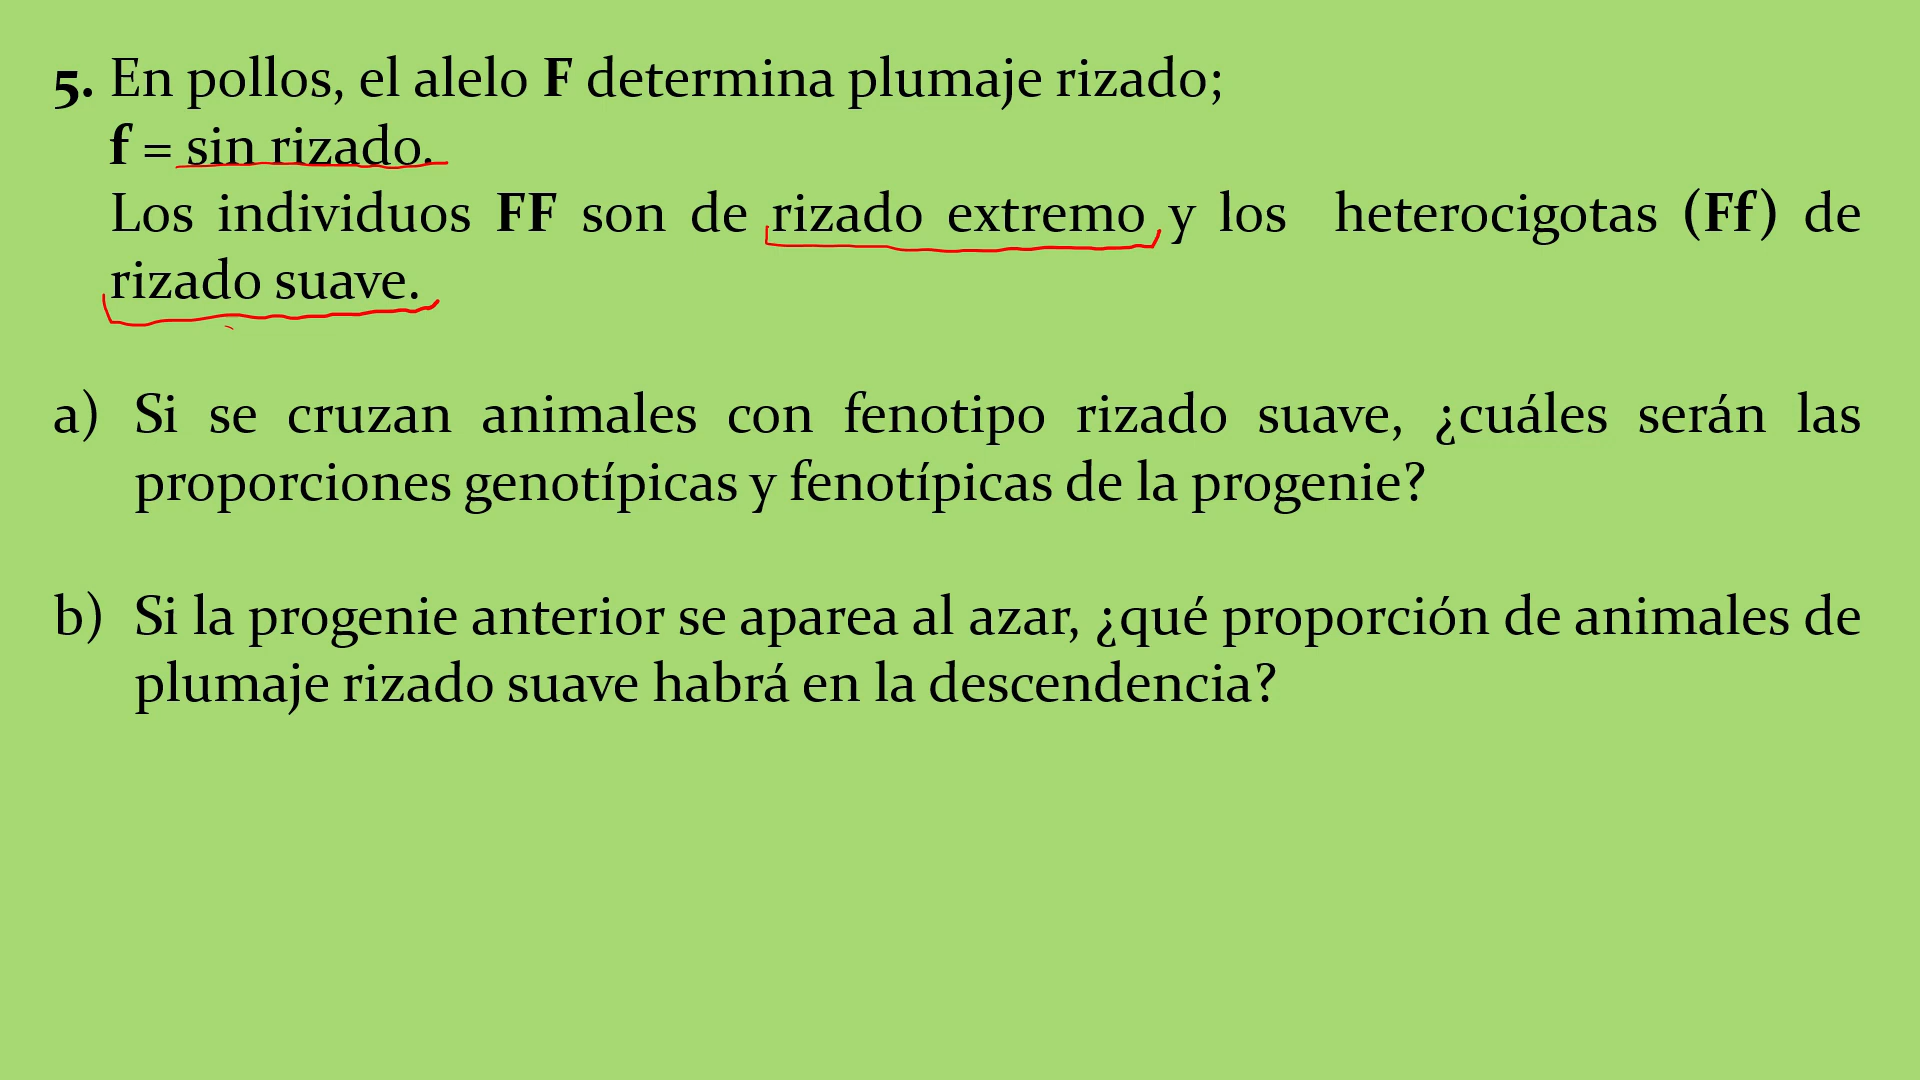 5. En pollos, el alelo F determina plumaje rizado;
f = sin rizado.
Los individuos FF son de rizado extremo y los heterocigotas (Ff) de
rizado suave.
a) Si se cruzan animales con fenotipo rizado suave, ¿cuáles serán las
proporciones genotípicas y fenotípicas de la progenie?
b) Si la progenie anterior se aparea al azar, ¿qué proporción de animales de
plumaje rizado suave habrá en la descendencia?